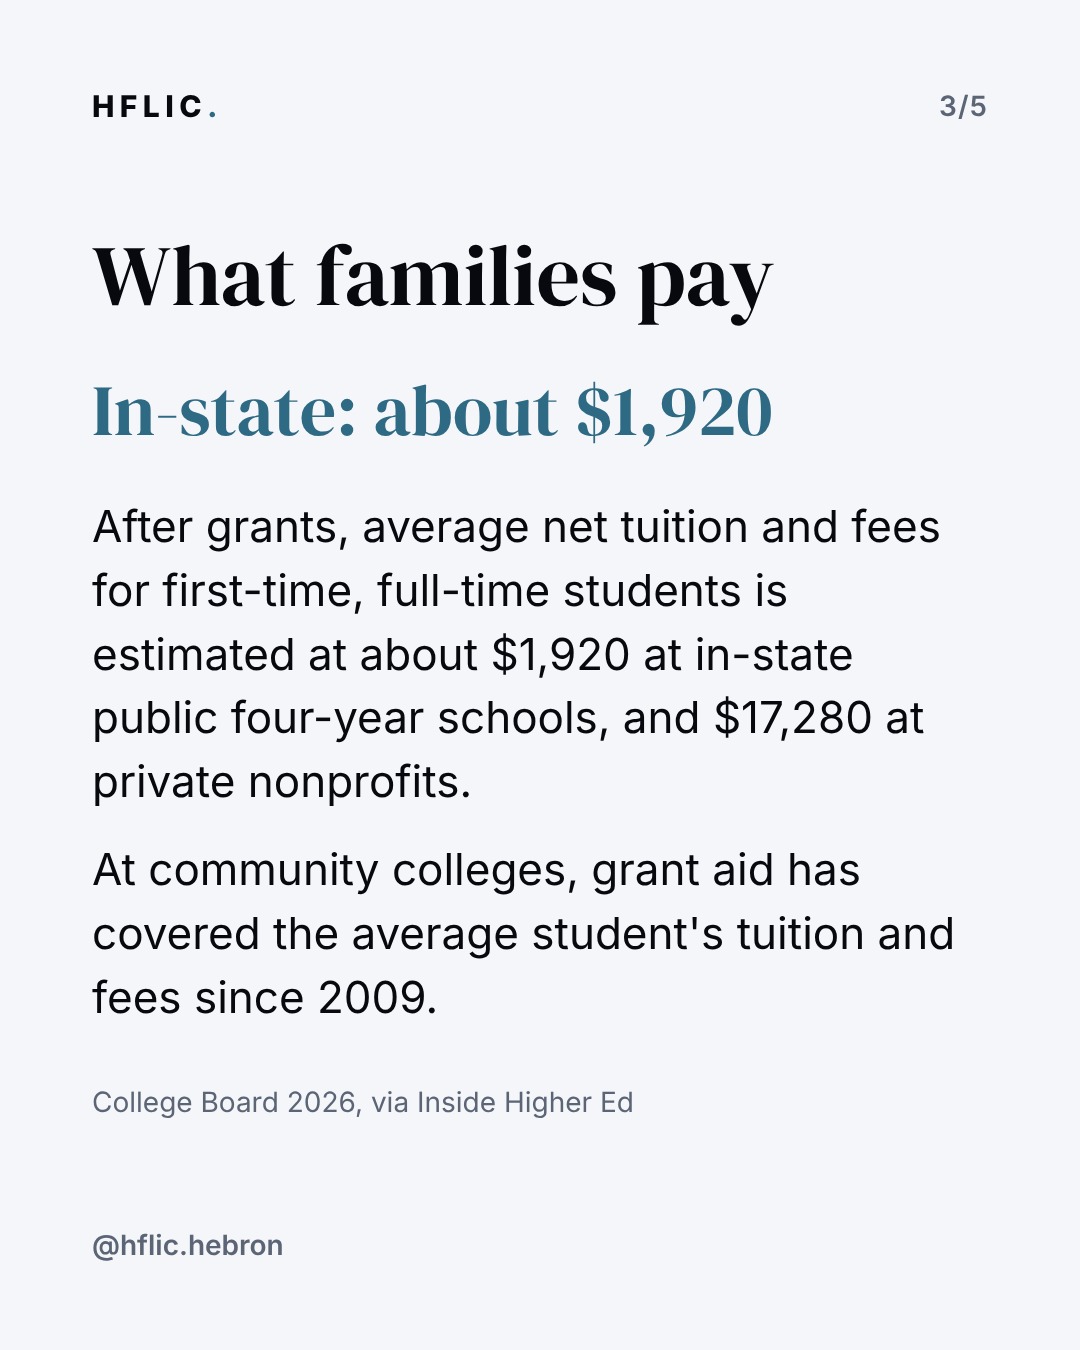 HFLIC.
3/5
What families pay
In-state: about $1,920
After grants, average net tuition and fees
for first-time, full-time students is
estimated at about $1,920 at in-state
public four-year schools, and $17,280 at
private nonprofits.
At community colleges, grant aid has
covered the average student's tuition and
fees since 2009.
College Board 2026, via Inside Higher Ed
@hflic.hebron